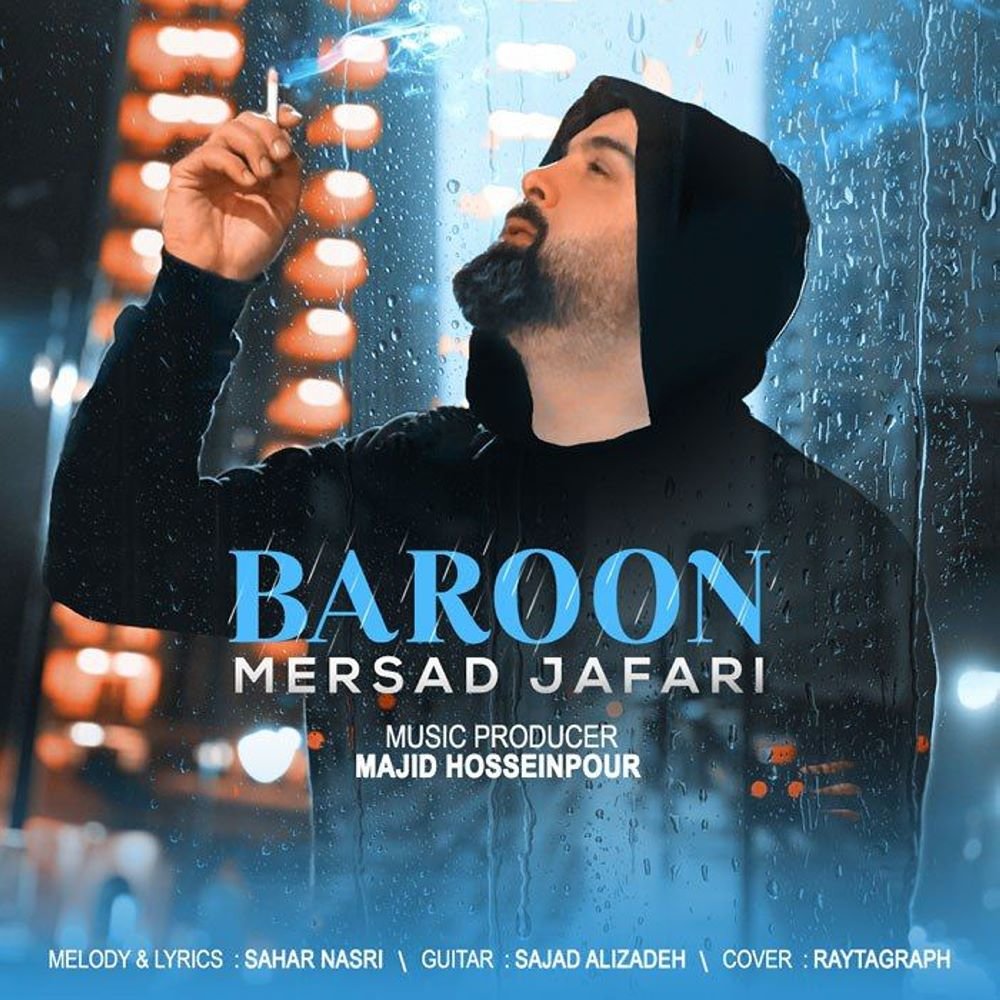 BAROON
MERSAD JAFARI
MUSIC PRODUCER
MAJID HOSSEINPOUR
MELODY & LYRICS : SAHAR NASRI \ GUITAR : SAJAD ALIZADEH \ COVER : RAYTAGRAPH